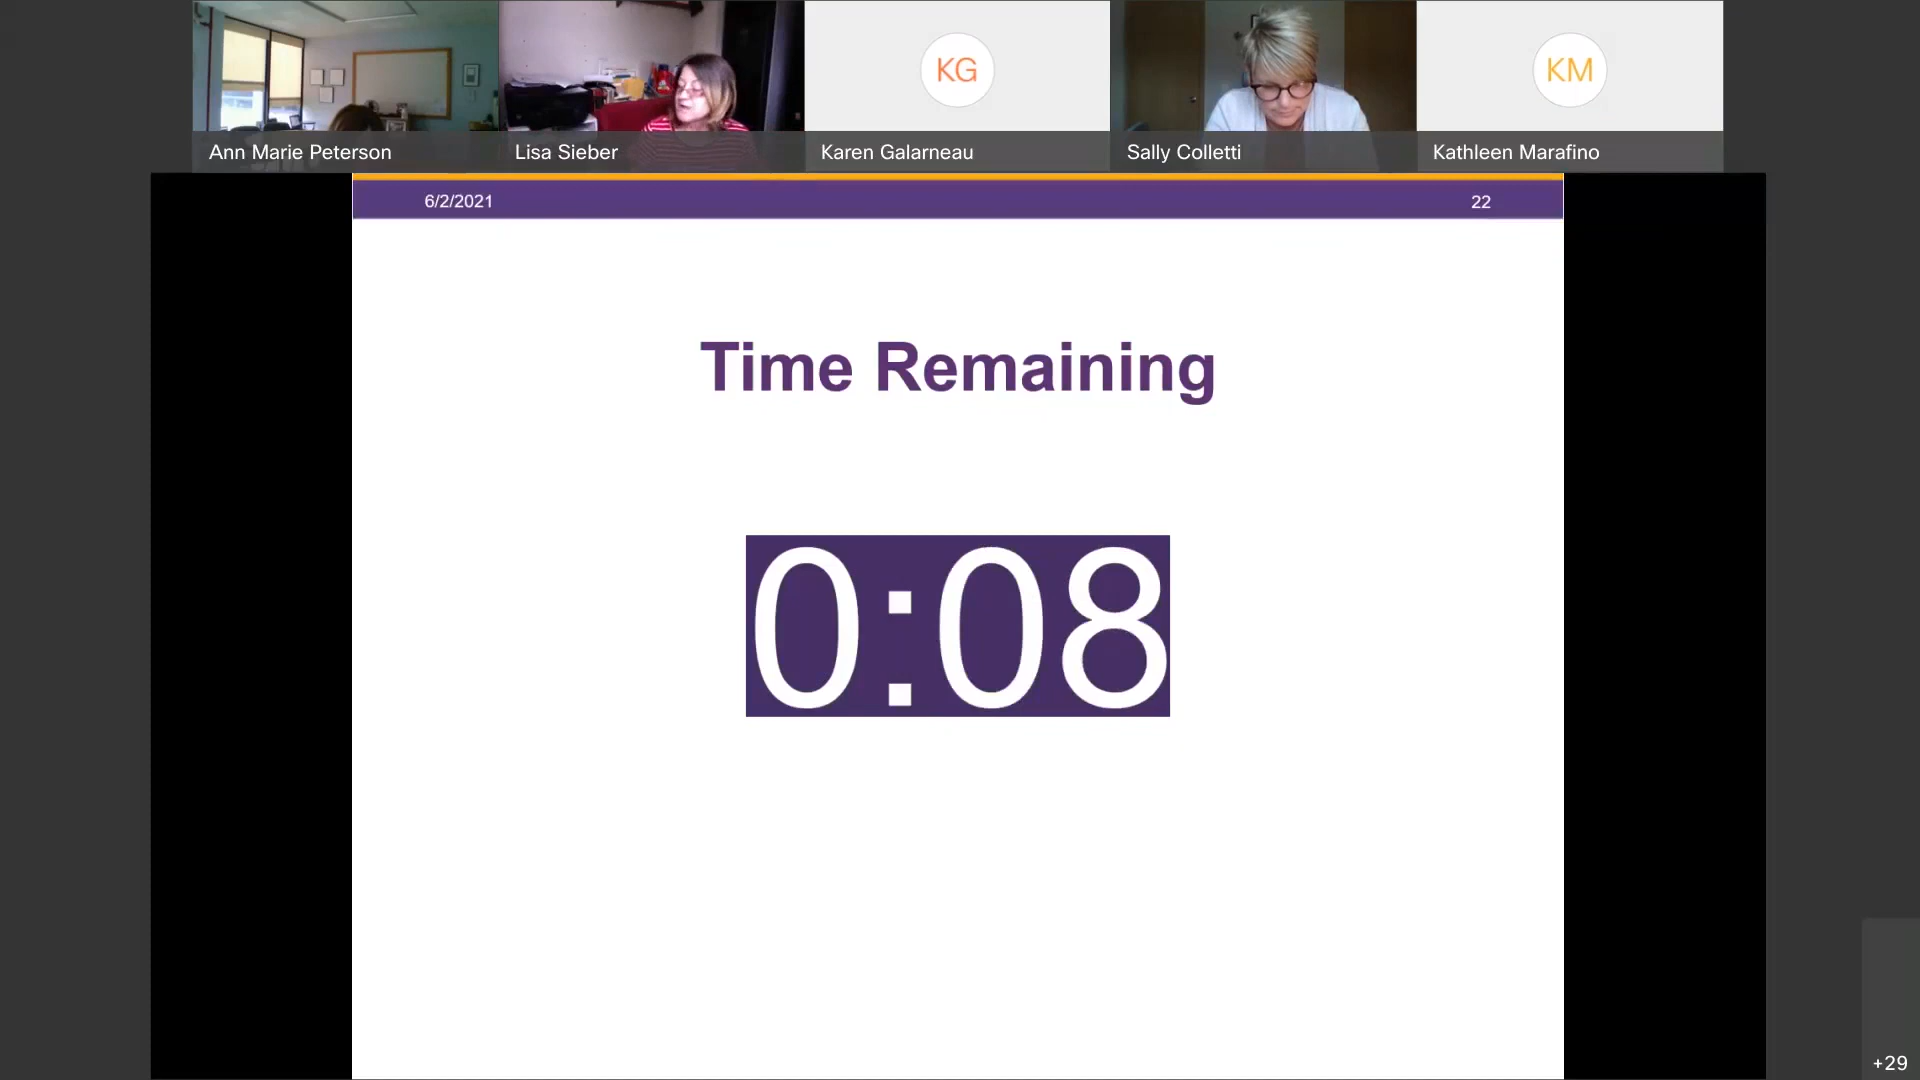 KG
KM
Ann Marie Peterson
Lisa Sieber
Karen Galarneau
Sally Colletti
Kathleen Marafino
6/2/2021
22
Time Remaining
0:08
+29